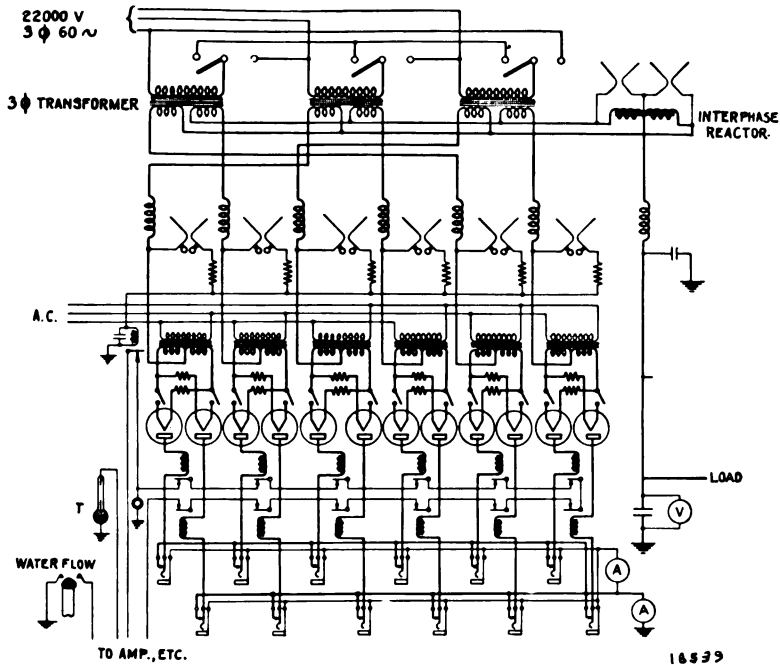 22000 V
3 ϕ 60 ~
3 ϕ TRANSFORMER
INTERPHASE
REACTOR.
A.C.
LOAD
T
V
WATER FLOW
A
A
TO AMP., ETC.
18539